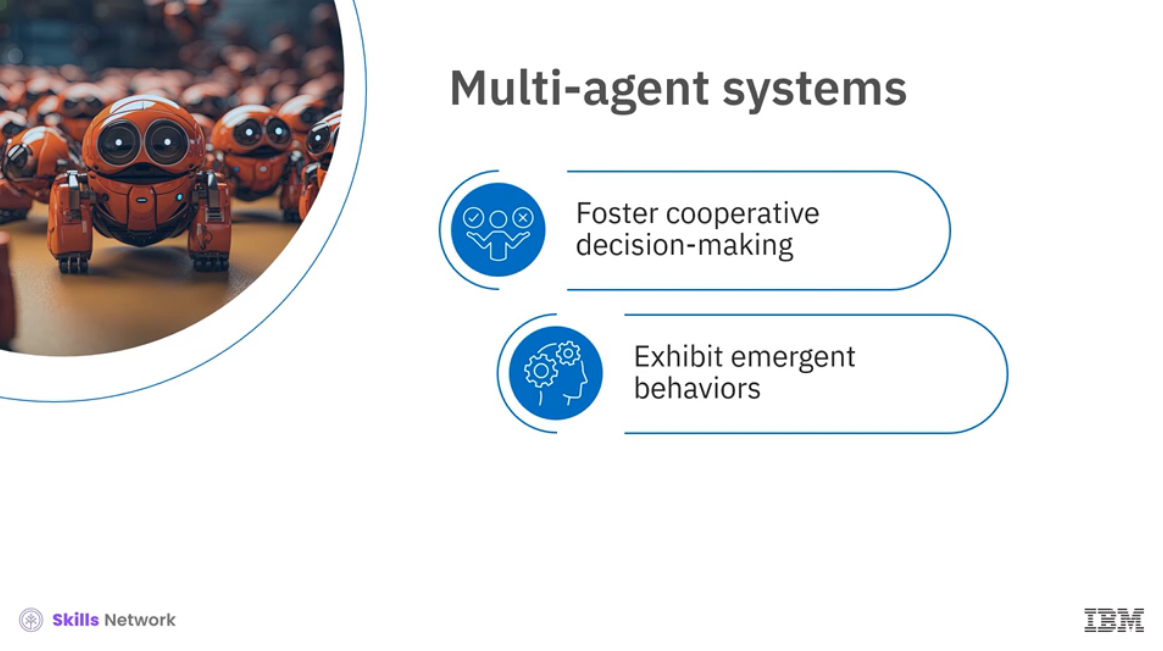 Multi-agent systems
Foster cooperative
decision-making
Exhibit emergent
behaviors
Skills Network
IBM